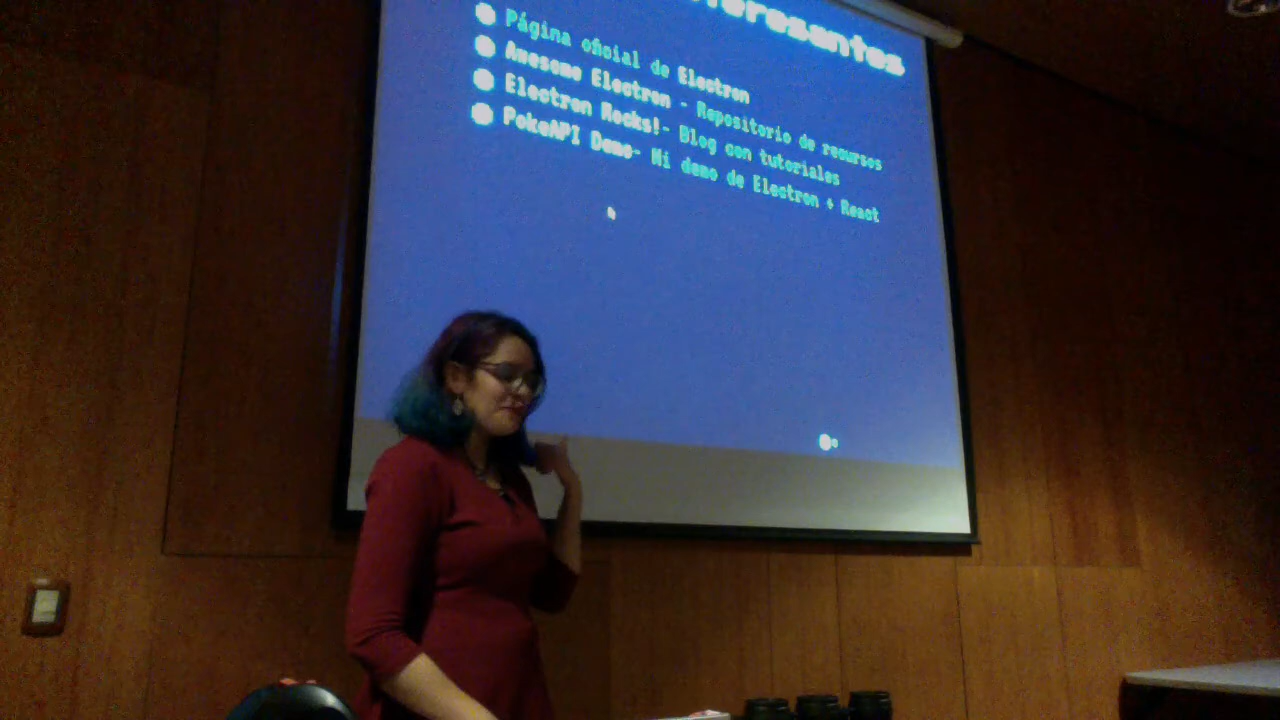 Página oficial de Electron
Awesome Electron - Repositorio de recursos
Electron Rocks!- Blog con tutoriales
PokeAPI Demo- Mi demo de Electron + React